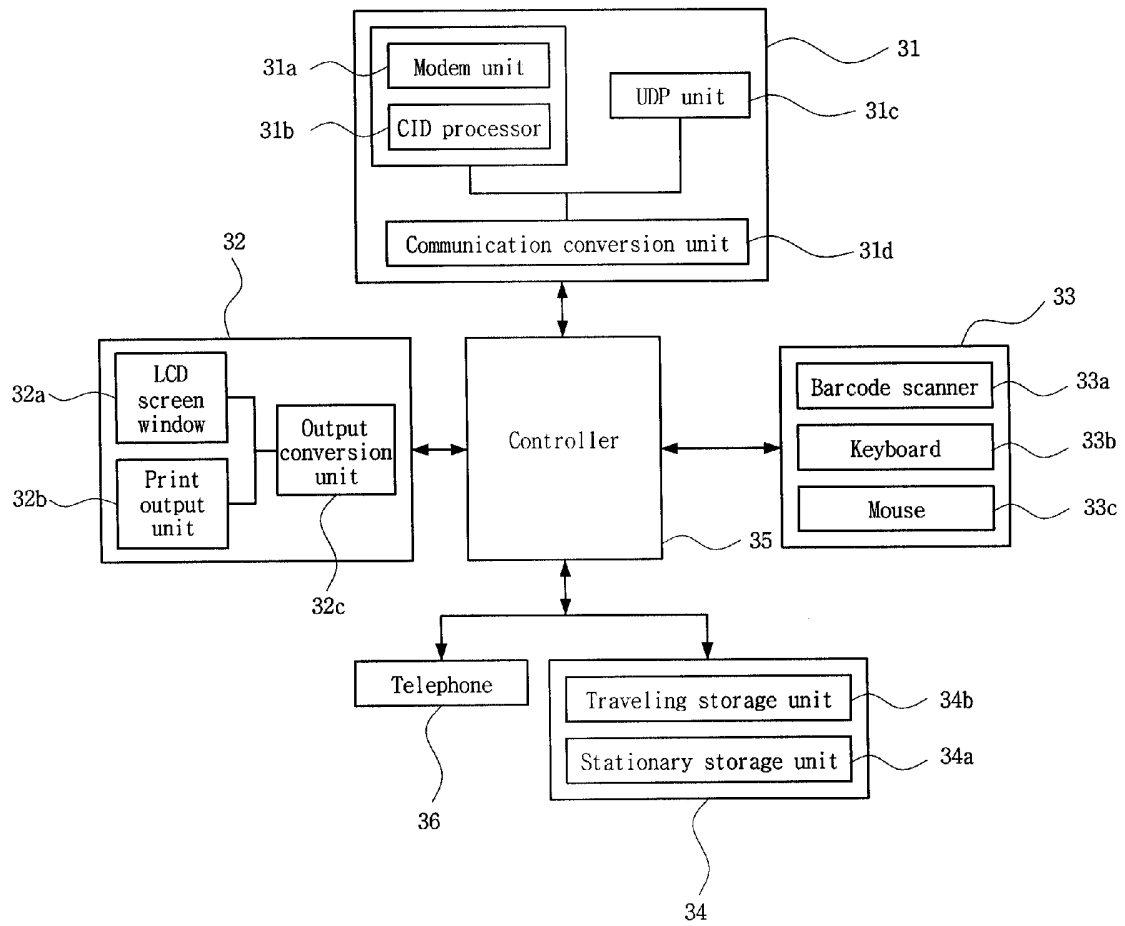 31a
Modem unit
31
UDP unit
31b
CID processor
31c
Communication conversion unit
31d
32
33
32a
LCD
screen
window
Output
conversion
unit
32b
Print
output
unit
32c
Controller
35
Barcode scanner
33a
Keyboard
33b
Mouse
33c
Telephone
36
Traveling storage unit
34b
Stationary storage unit
34a
34